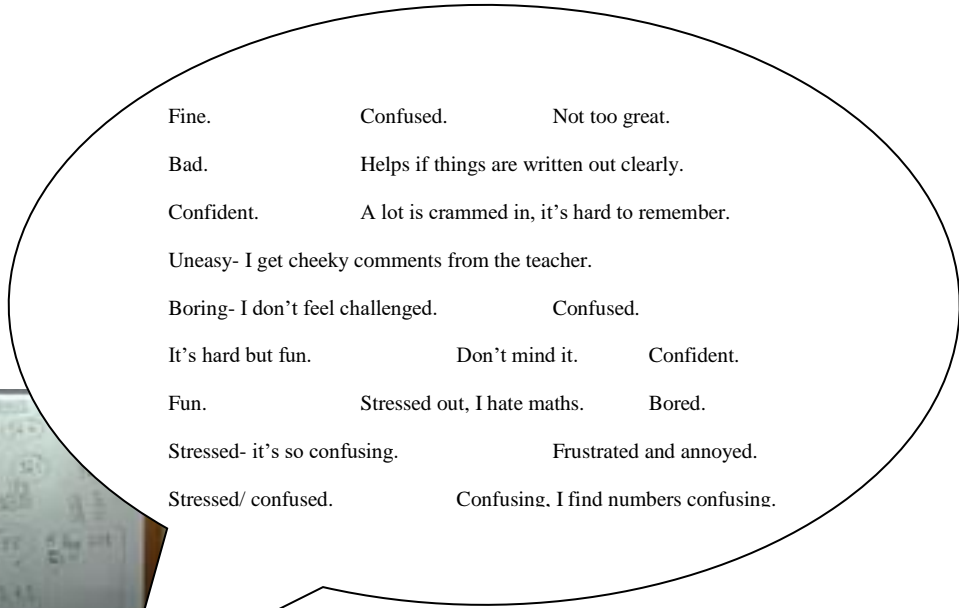 Fine. Confused. Not too great.
Bad. Helps if things are written out clearly.
Confident. A lot is crammed in, it’s hard to remember.
Uneasy- I get cheeky comments from the teacher.
Boring- I don’t feel challenged. Confused.
It’s hard but fun. Don’t mind it. Confident.
Fun. Stressed out, I hate maths. Bored.
Stressed- it’s so confusing. Frustrated and annoyed.
Stressed/ confused. Confusing, I find numbers confusing.